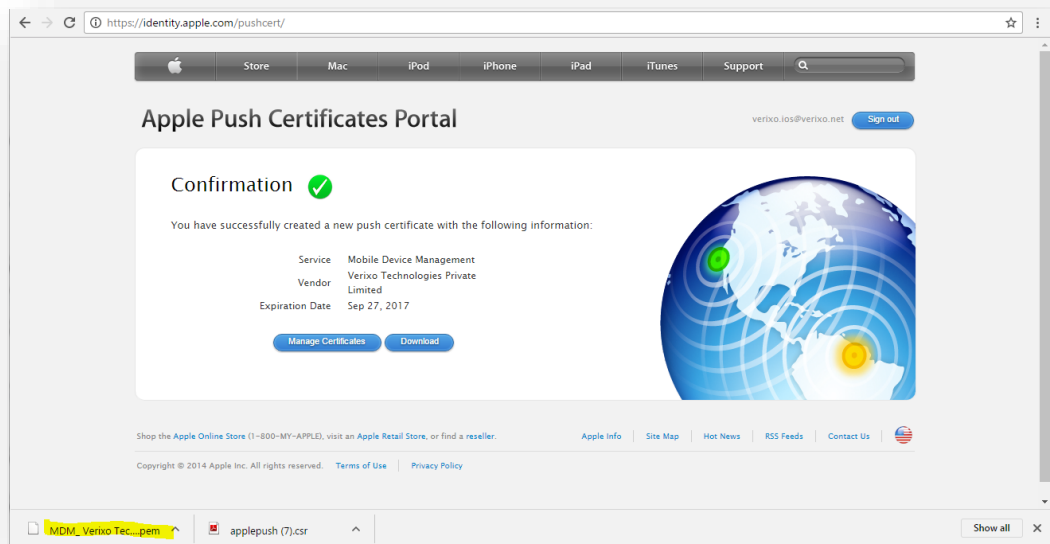 https://identity.apple.com/pushcert/
Store Mac iPod iPhone iPad iTunes Support
Apple Push Certificates Portal
verixo.ios@verixo.net Sign out
Confirmation
You have successfully created a new push certificate with the following information:
Service Mobile Device Management
Vendor Verixo Technologies Private
Limited
Expiration Date Sep 27, 2017
Manage Certificates Download
Shop the Apple Online Store (1-800-MY-APPLE), visit an Apple Retail Store, or find a reseller. Apple Info Site Map Hot News RSS Feeds Contact Us
Copyright © 2014 Apple Inc. All rights reserved. Terms of Use Privacy Policy
MDM_ Verixo Tec....pem applepush (7).csr Show all